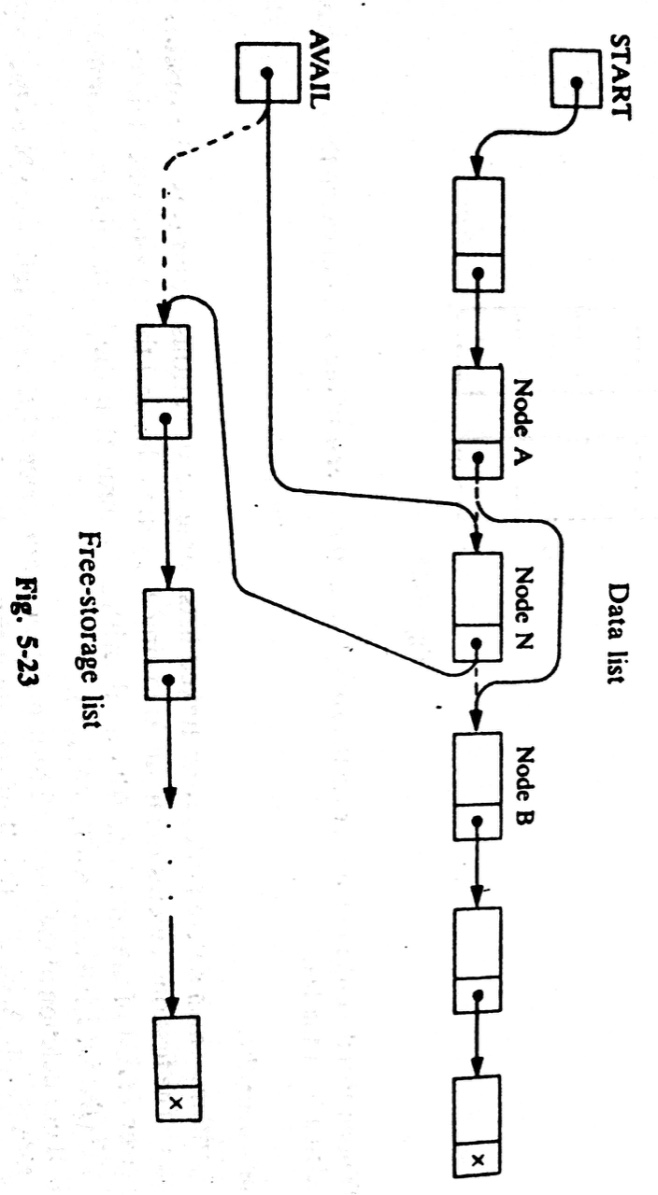 Data list
START
Node A
Node N
Node B
x
AVAIL
x
Free-storage list
Fig. 5-23